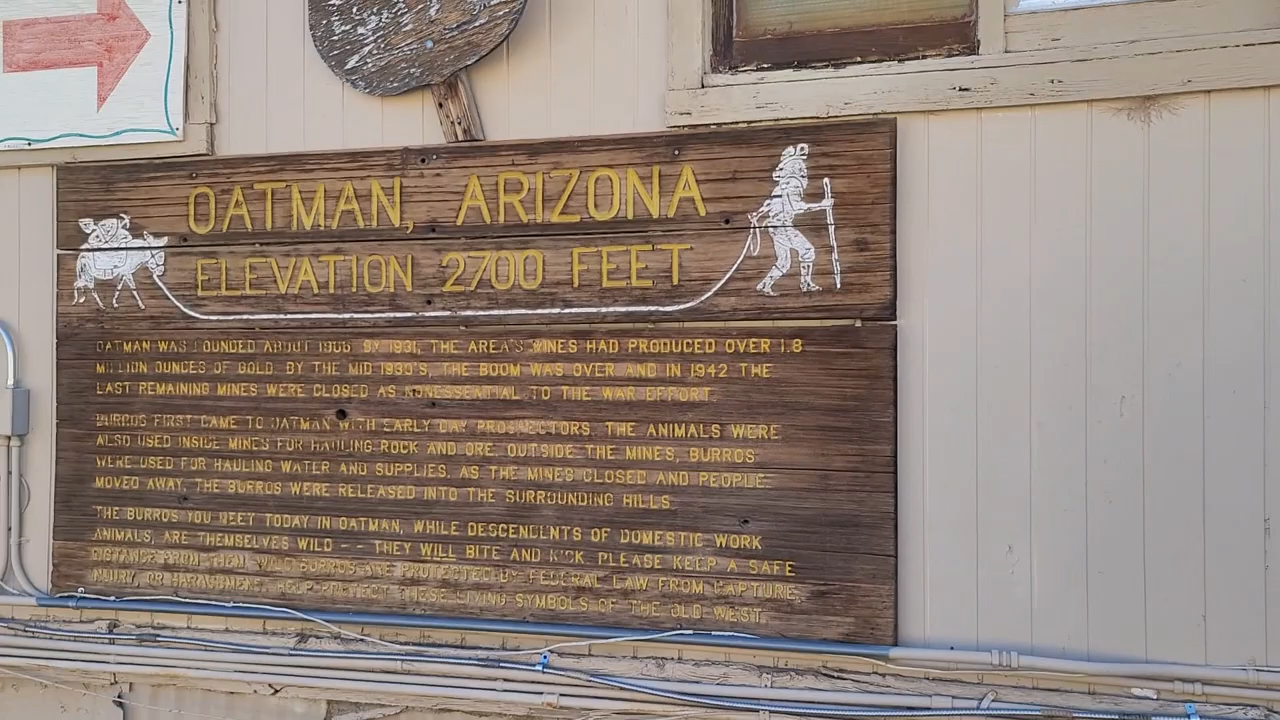 OATMAN, ARIZONA
ELEVATION 2700 FEET
OATMAN WAS FOUNDED ABOUT 1906. BY 1931, THE AREA'S MINES HAD PRODUCED OVER 1.8
MILLION OUNCES OF GOLD. BY THE MID 1930'S, THE BOOM WAS OVER AND IN 1942 THE
LAST REMAINING MINES WERE CLOSED AS NONESSENTIAL TO THE WAR EFFORT.
BURROS FIRST CAME TO OATMAN WITH EARLY DAY PROSPECTORS. THE ANIMALS WERE
ALSO USED INSIDE MINES FOR HAULING ROCK AND ORE. OUTSIDE THE MINES, BURROS
WERE USED FOR HAULING WATER AND SUPPLIES. AS THE MINES CLOSED AND PEOPLE
MOVED AWAY, THE BURROS WERE RELEASED INTO THE SURROUNDING HILLS.
THE BURROS YOU MEET TODAY IN OATMAN, WHILE DESCENDENTS OF DOMESTIC WORK
ANIMALS, ARE THEMSELVES WILD -- THEY WILL BITE AND KICK. PLEASE KEEP A SAFE
DISTANCE FROM THEM. WILD BURROS ARE PROTECTED BY FEDERAL LAW FROM CAPTURE,
INJURY, OR HARASSMENT. HELP PROTECT THESE LIVING SYMBOLS OF THE OLD WEST.